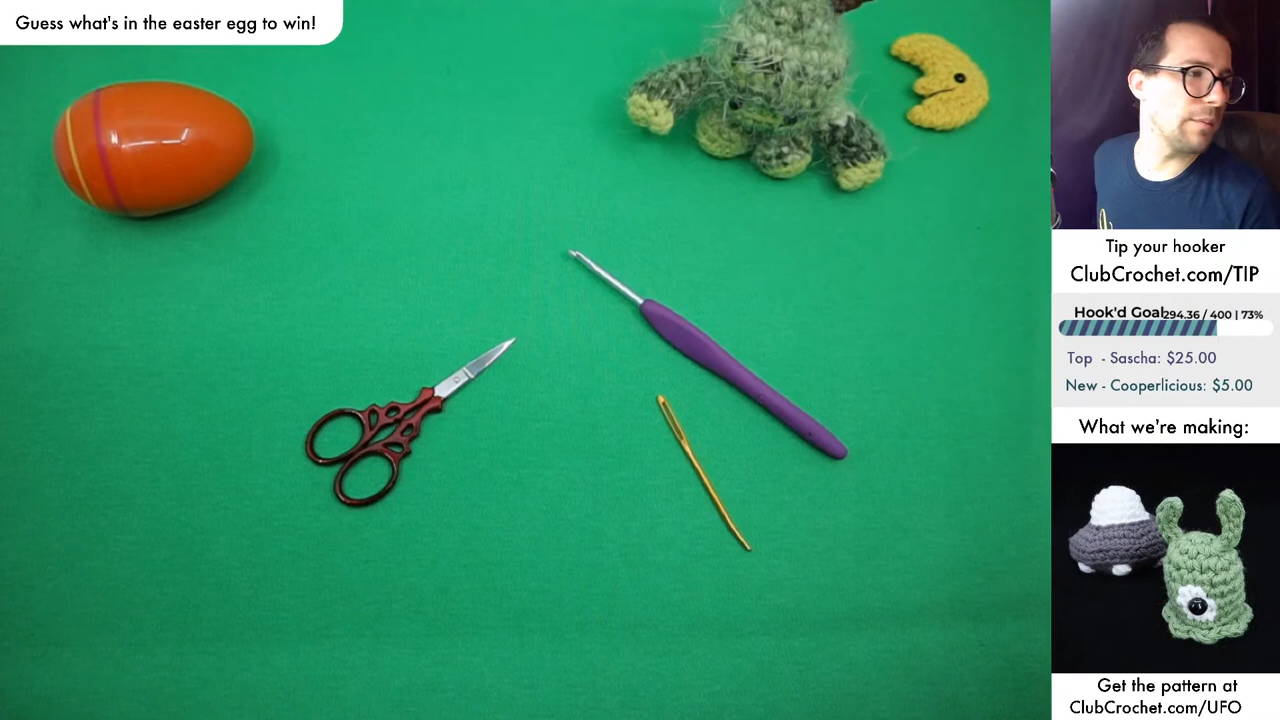 Guess what's in the easter egg to win!
Tip your hooker
ClubCrochet.com/TIP
Hook'd Goal 294.36 / 400 | 73%
Top - Sascha: $25.00
New - Cooperlicious: $5.00
What we're making:
Get the pattern at
ClubCrochet.com/UFO